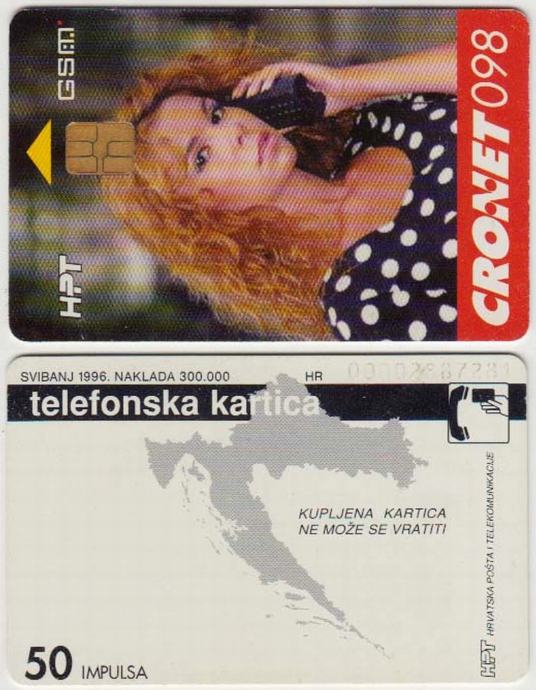 GSM
HPT
CRONET 098
SVIBANJ 1996. NAKLADA 300.000
HR
telefonska kartica
KUPLJENA KARTICA
NE MOŽE SE VRATITI
HPT HRVATSKA POŠTA I TELEKOMUNIKACIJE
50 IMPULSA